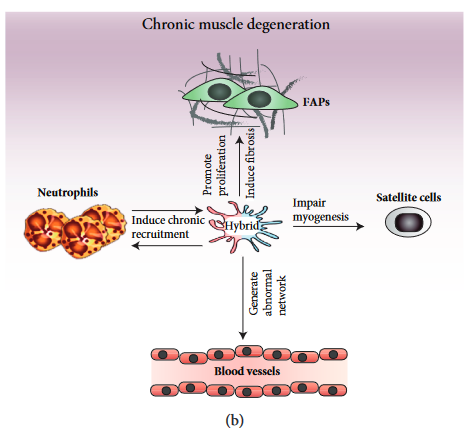 Chronic muscle degeneration
FAPs
Promote
proliferation
Induce fibrosis
Neutrophils
Induce chronic
recruitment
Hybrid
Impair
myogenesis
Satellite cells
Generate
abnormal
network
Blood vessels
(b)